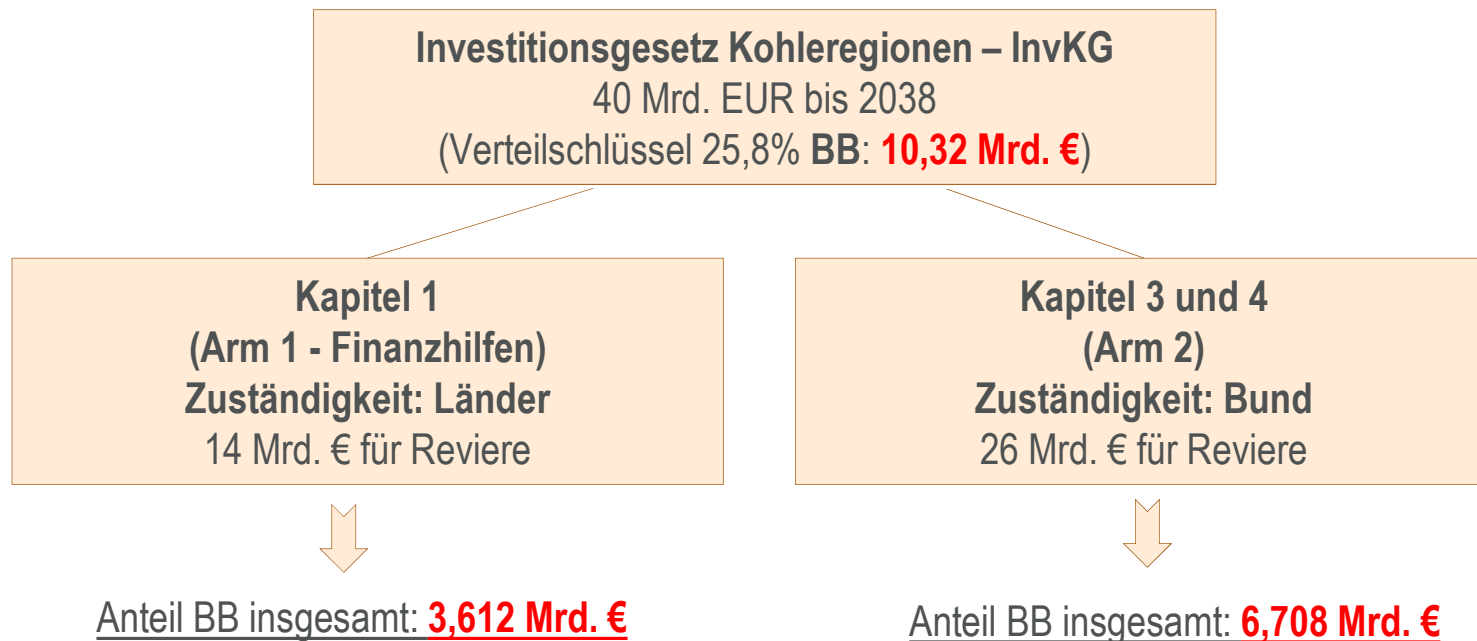 Investitionsgesetz Kohleregionen – InvKG
40 Mrd. EUR bis 2038
(Verteilschlüssel 25,8% BB: 10,32 Mrd. €)
Kapitel 1
(Arm 1 - Finanzhilfen)
Zuständigkeit: Länder
14 Mrd. € für Reviere
Kapitel 3 und 4
(Arm 2)
Zuständigkeit: Bund
26 Mrd. € für Reviere
Anteil BB insgesamt: 3,612 Mrd. €
Anteil BB insgesamt: 6,708 Mrd. €